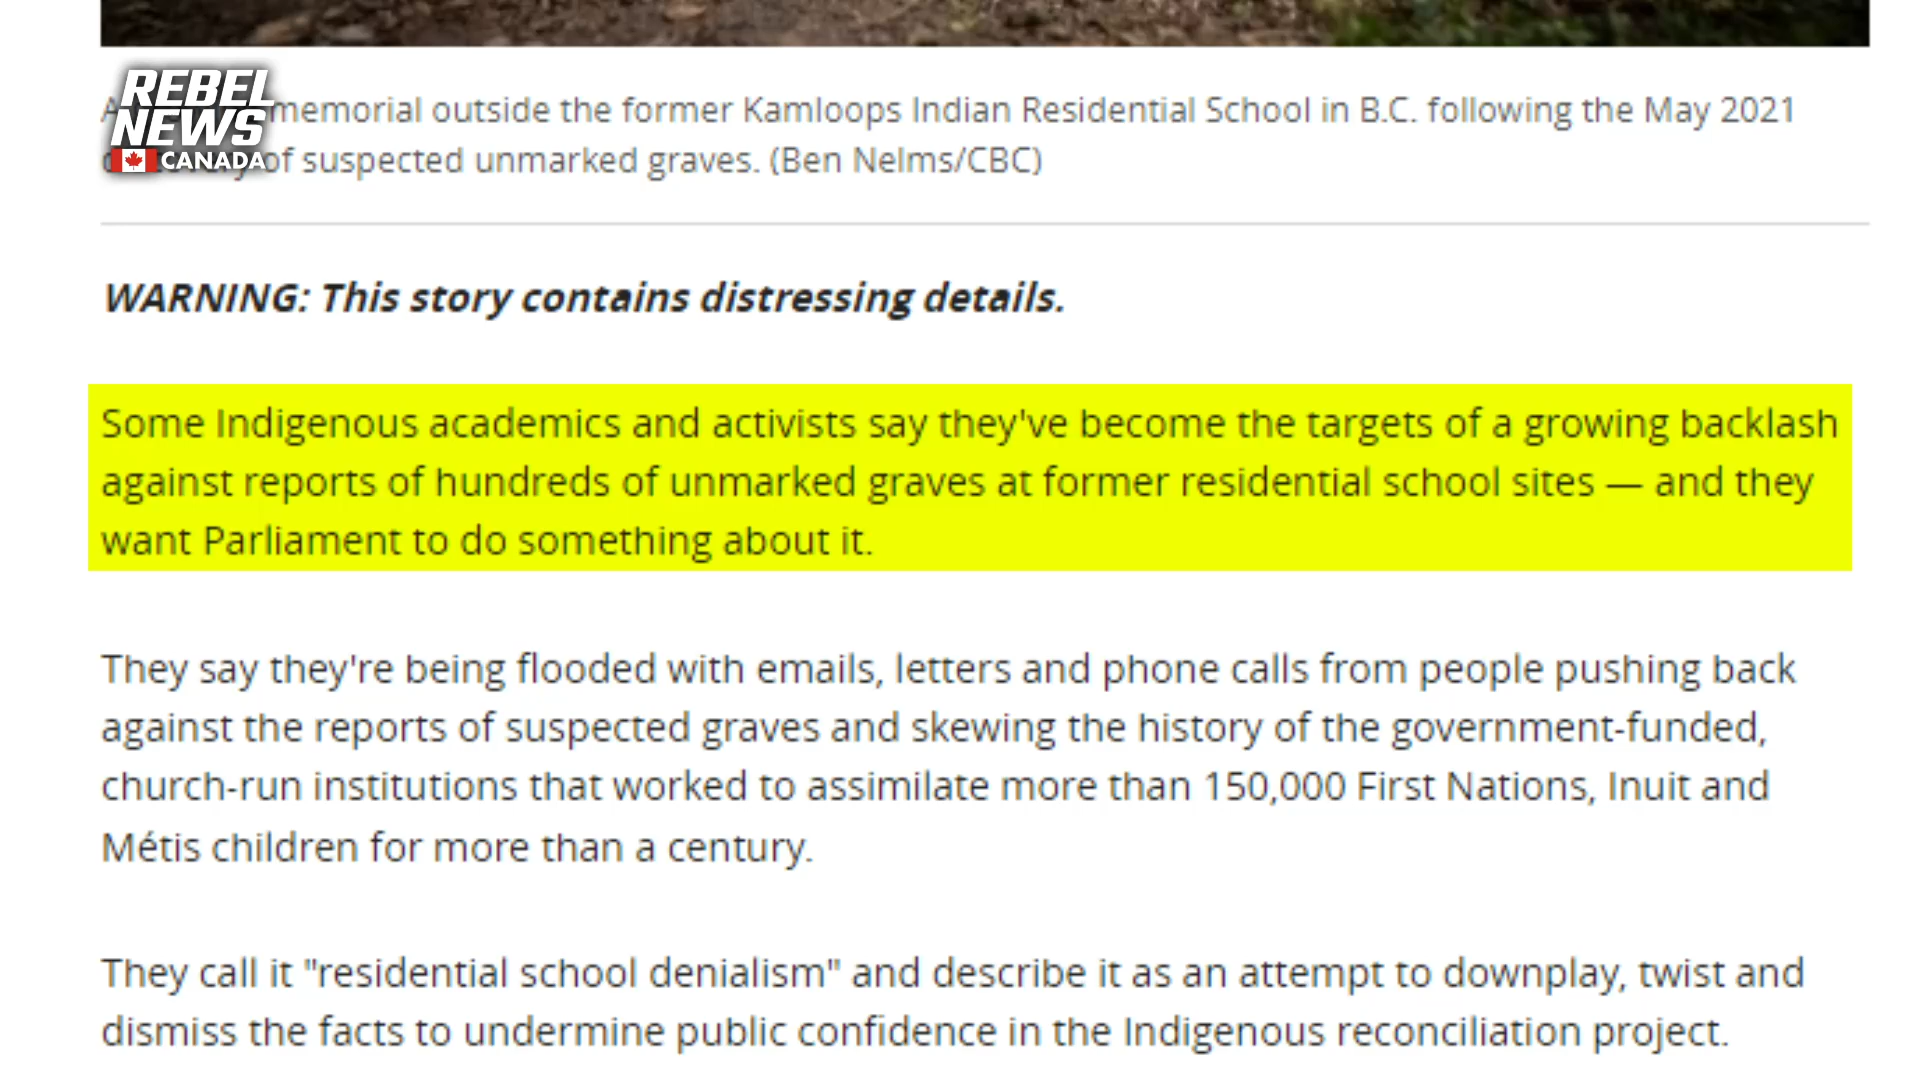 REBEL
NEWS
CANADA
memorial outside the former Kamloops Indian Residential School in B.C. following the May 2021
of suspected unmarked graves. (Ben Nelms/CBC)
WARNING: This story contains distressing details.
Some Indigenous academics and activists say they've become the targets of a growing backlash
against reports of hundreds of unmarked graves at former residential school sites — and they
want Parliament to do something about it.
They say they're being flooded with emails, letters and phone calls from people pushing back
against the reports of suspected graves and skewing the history of the government-funded,
church-run institutions that worked to assimilate more than 150,000 First Nations, Inuit and
Métis children for more than a century.
They call it "residential school denialism" and describe it as an attempt to downplay, twist and
dismiss the facts to undermine public confidence in the Indigenous reconciliation project.